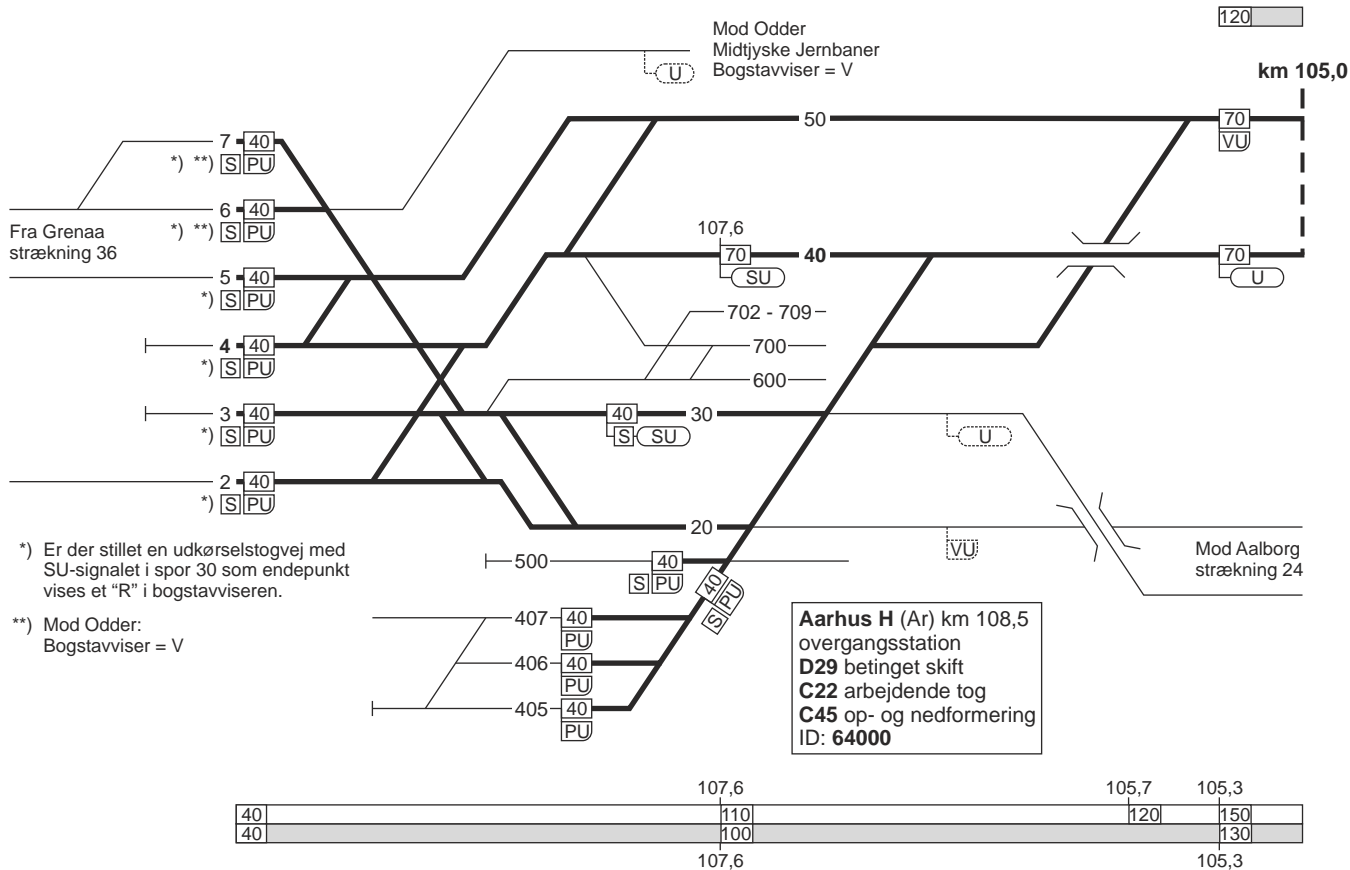 120
Mod Odder
Midtjyske Jernbaner
Bogstavviser = V
U
km 105,0
50
70
VU
7 40
*) **) S PU
6 40
*) **) S PU
Fra Grenaa
strækning 36
107,6
70
SU
40
70
U
5 40
*) S PU
702 - 709
4 40
*) S PU
700
600
3 40
*) S PU
40
S SU
30
U
2 40
*) S PU
20
VU
Mod Aalborg
strækning 24
*) Er der stillet en udkørselstogvej med
SU-signalet i spor 30 som endepunkt
vises et “R” i bogstavviseren.
**) Mod Odder:
Bogstavviser = V
500 40
S PU
40
S PU
407 40
PU
406 40
PU
405 40
PU
Aarhus H (Ar) km 108,5
overgangsstation
D29 betinget skift
C22 arbejdende tog
C45 op- og nedformering
ID: 64000
107,6 105,7 105,3
40 110 120 150
40 100 130
107,6 105,3